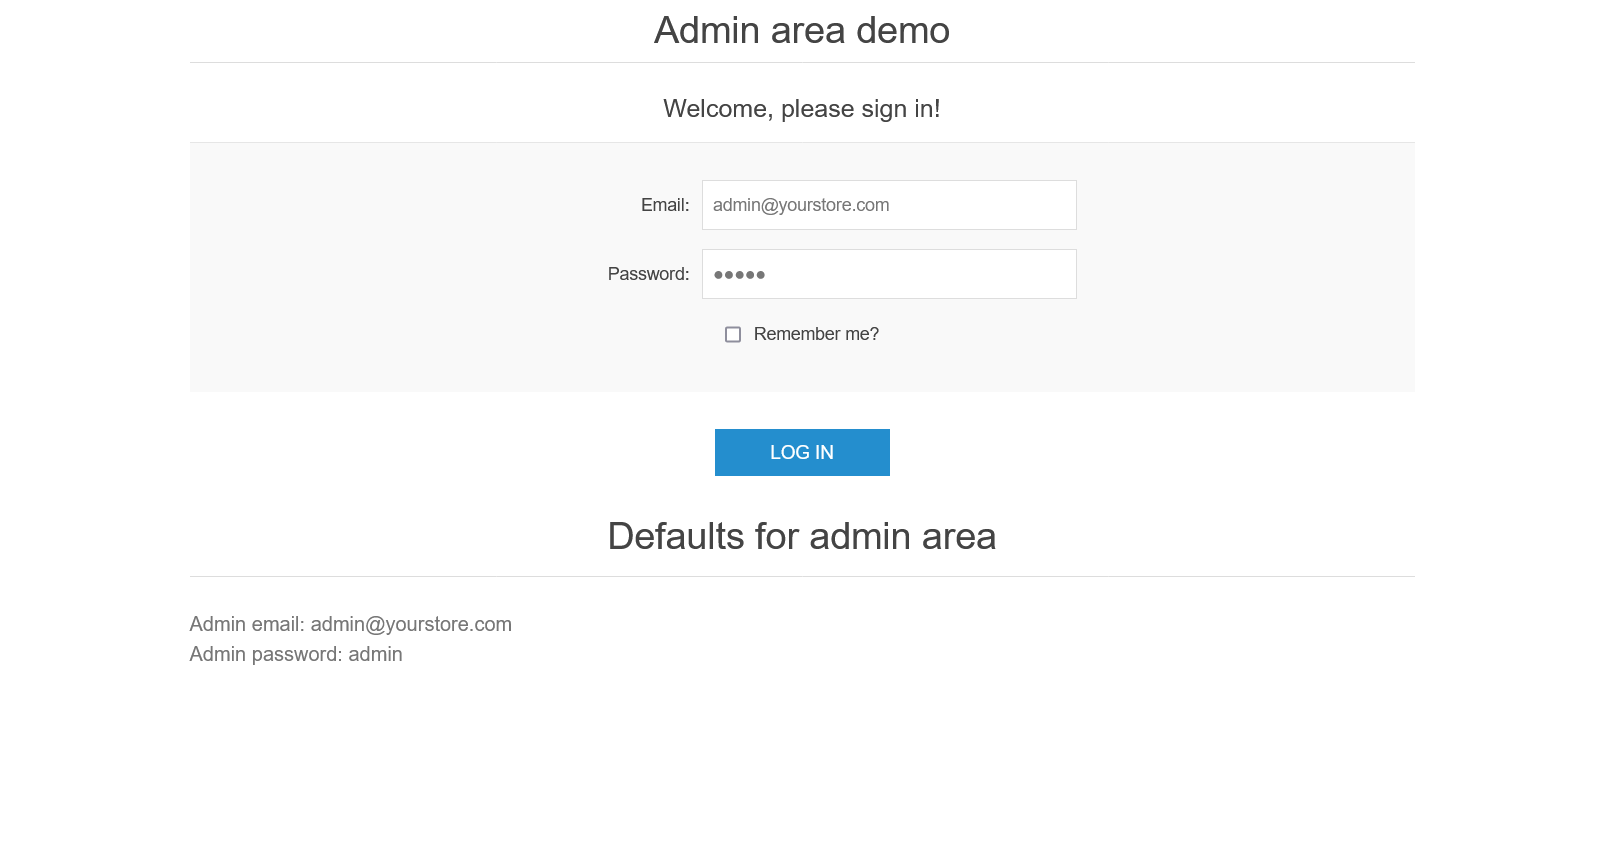 Admin area demo
Welcome, please sign in!
Email: admin@yourstore.com
Password: •••••
Remember me?
LOG IN
Defaults for admin area
Admin email: admin@yourstore.com
Admin password: admin